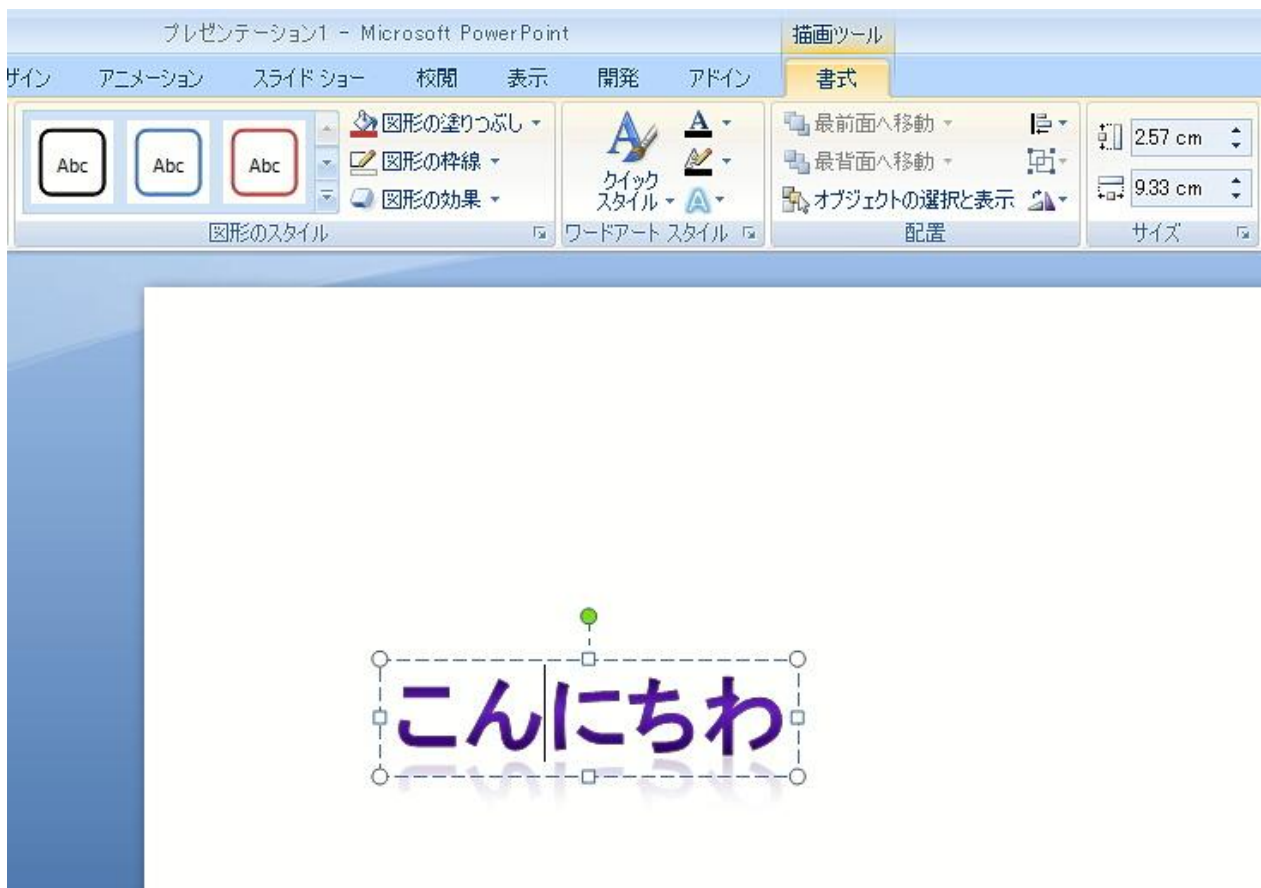 プレゼンテーション1 - Microsoft PowerPoint
描画ツール
ザイン アニメーション スライド ショー 校閲 表示 開発 アドイン 書式
Abc Abc Abc
図形の塗りつぶし
図形の枠線
図形の効果
図形のスタイル
クイック
スタイル
ワードアート スタイル
最前面へ移動
最背面へ移動
オブジェクトの選択と表示
配置
2.57 cm
9.33 cm
サイズ
こんにちわ